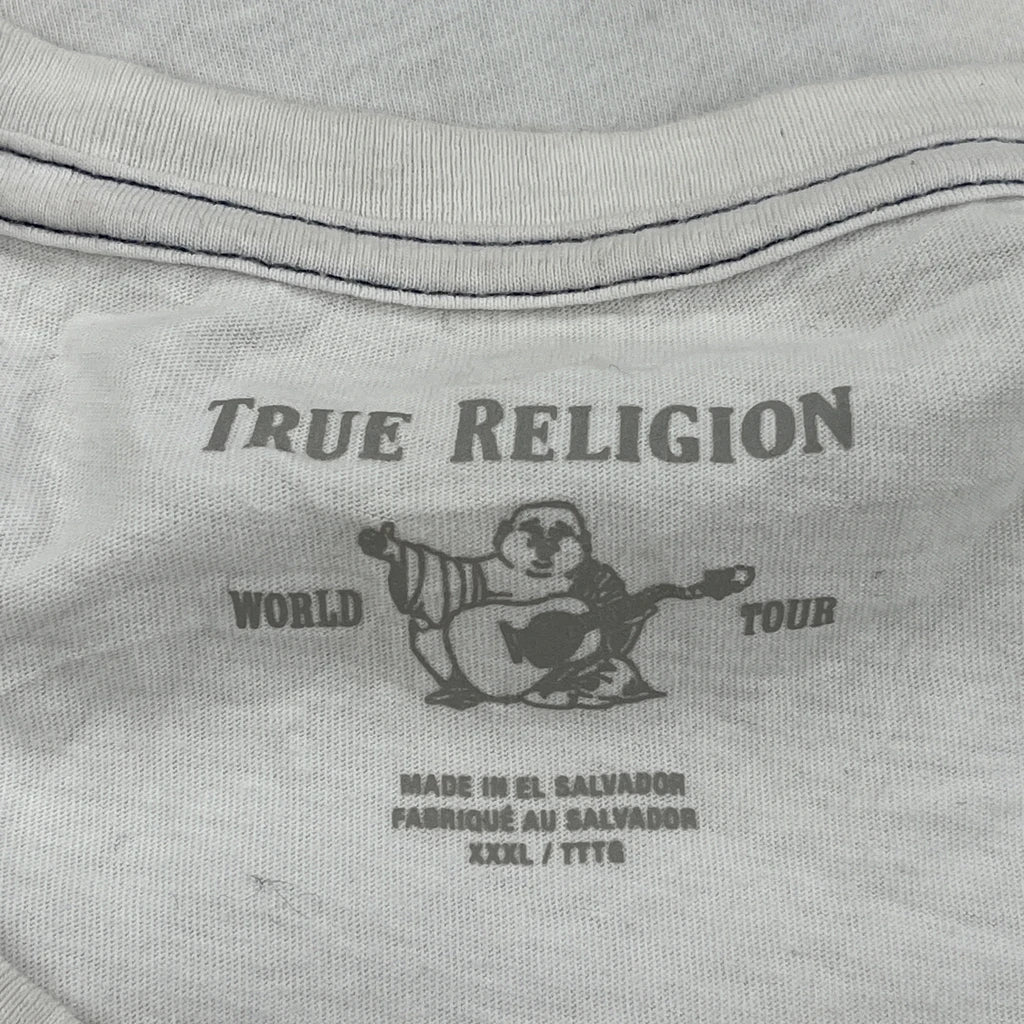 TRUE RELIGION
WORLD TOUR
MADE IN EL SALVADOR
FABRIQUÉ AU SALVADOR
XXXL / TTTG